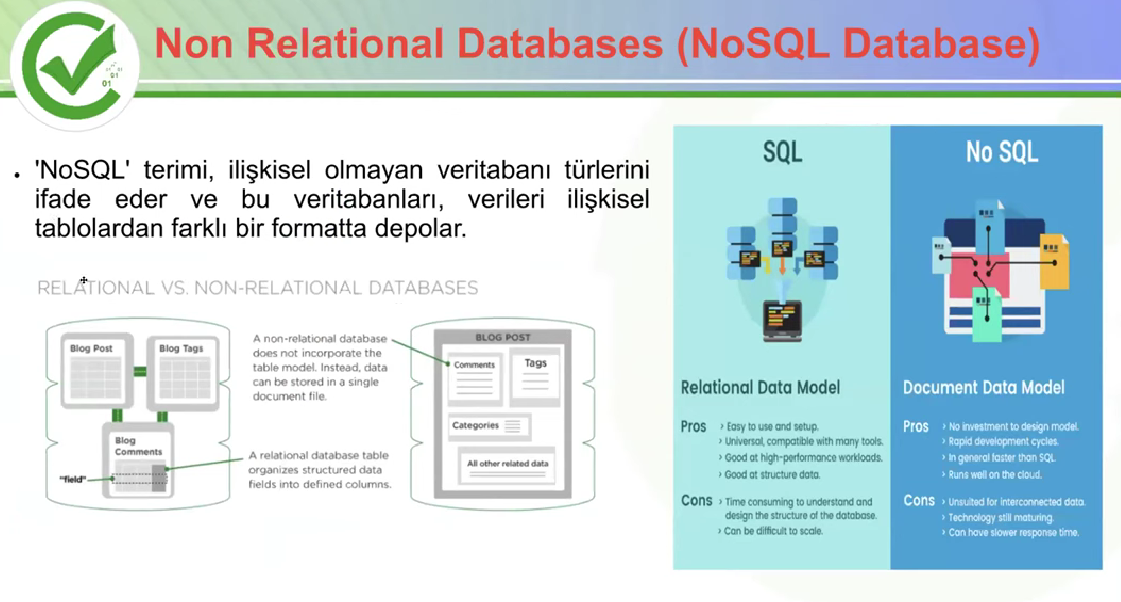 Non Relational Databases (NoSQL Database)
01
01
• 'NoSQL' terimi, ilişkisel olmayan veritabanı türlerini
ifade eder ve bu veritabanları, verileri ilişkisel
tablolardan farklı bir formatta depolar.
RELATIONAL VS. NON-RELATIONAL DATABASES
Blog Post
Blog Tags
Blog
Comments
"field"
A non-relational database
does not incorporate the
table model. Instead, data
can be stored in a single
document file.
A relational database table
organizes structured data
fields into defined columns.
BLOG POST
Comments
Tags
Categories
All other related data
SQL
Relational Data Model
Pros
› Easy to use and setup.
› Universal, compatible with many tools.
› Good at high-performance workloads.
› Good at structure data.
Cons
› Time consuming to understand and
design the structure of the database.
› Can be difficult to scale.
No SQL
Document Data Model
Pros
› No investment to design model.
› Rapid development cycles.
› In general faster than SQL.
› Runs well on the cloud.
Cons
› Unsuited for interconnected data.
› Technology still maturing.
› Can have slower response time.